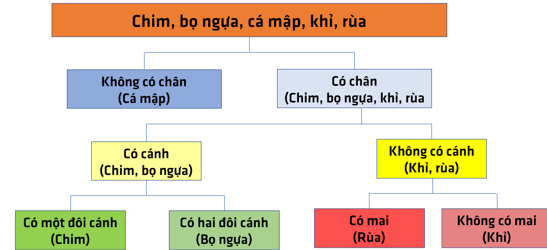 Chim, bọ ngựa, cá mập, khỉ, rùa
Không có chân
(Cá mập)
Có chân
(Chim, bọ ngựa, khỉ, rùa
Có cánh
(Chim, bọ ngựa)
Không có cánh
(Khỉ, rùa)
Có một đôi cánh
(Chim)
Có hai đôi cánh
(Bọ ngựa)
Có mai
(Rùa)
Không có mai
(Khỉ)